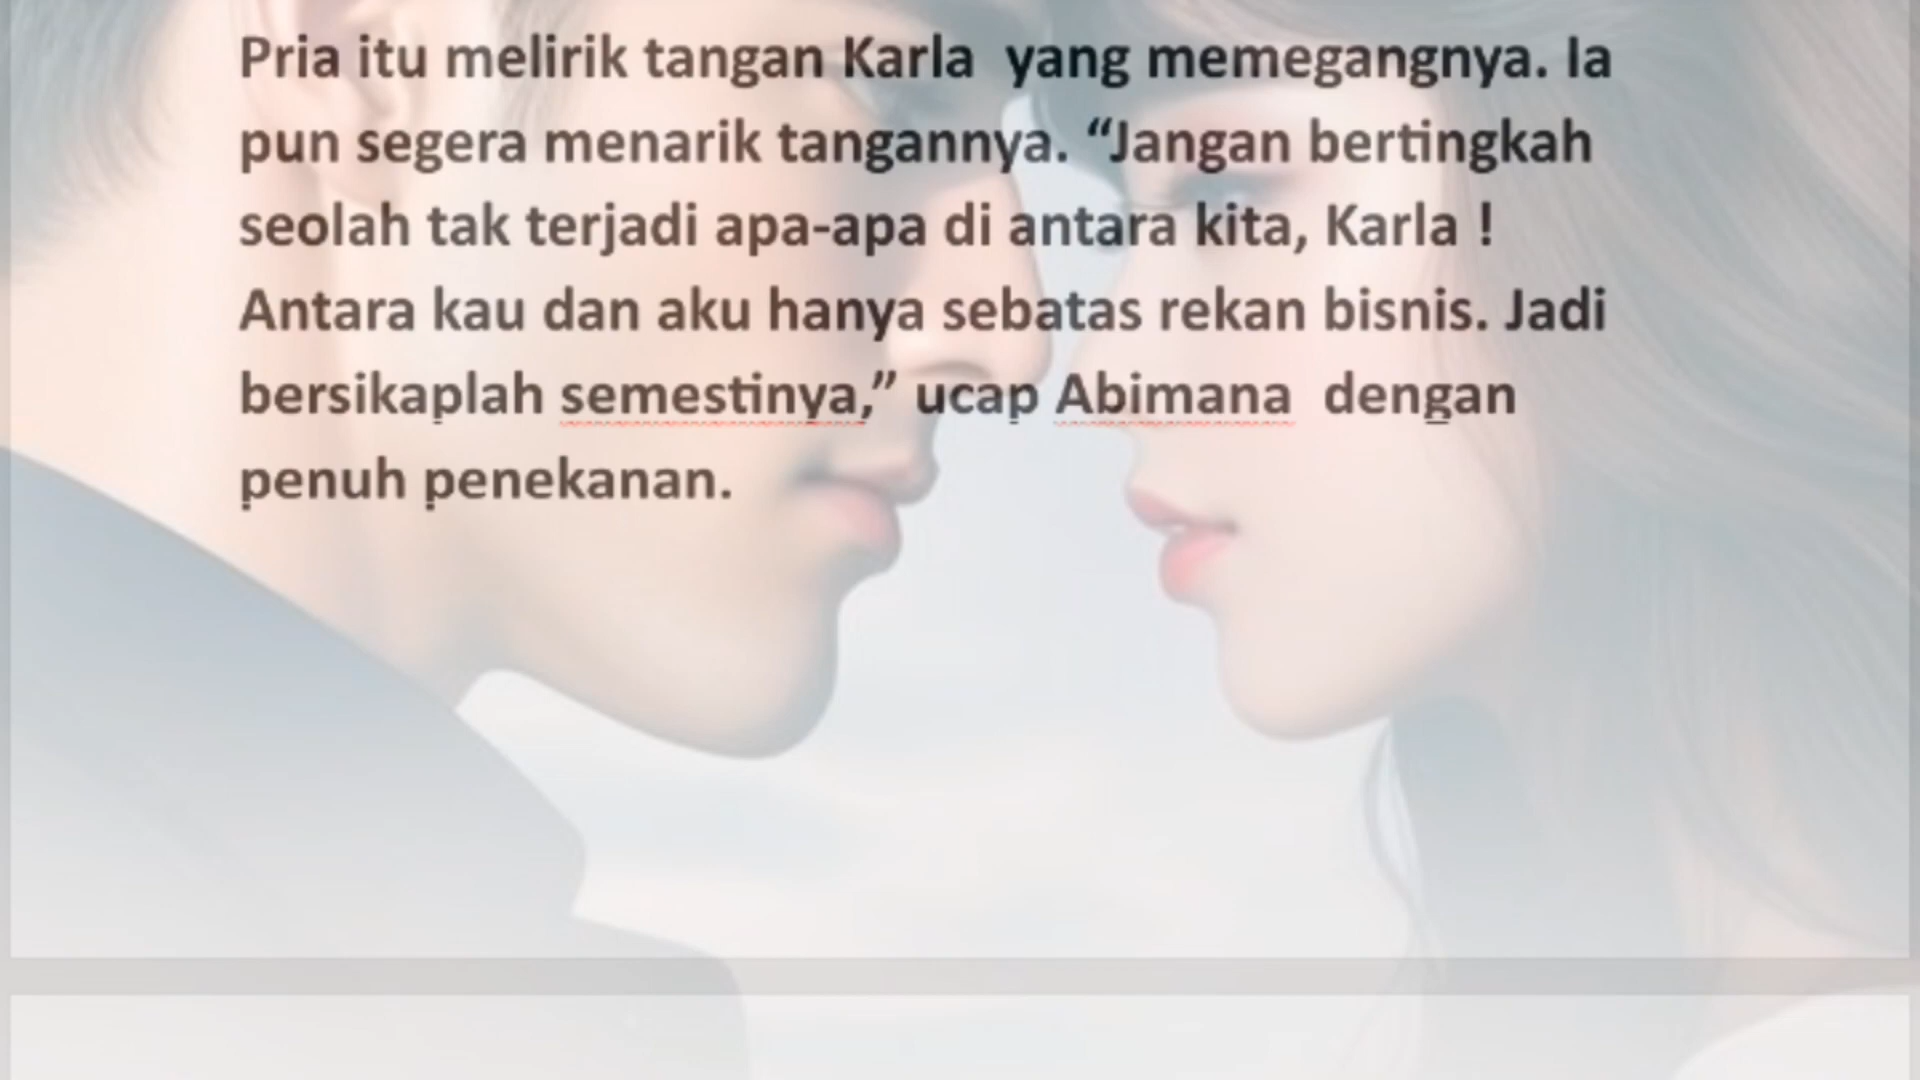 Pria itu melirik tangan Karla  yang memegangnya. Ia
pun segera menarik tangannya. “Jangan bertingkah
seolah tak terjadi apa-apa di antara kita, Karla !
Antara kau dan aku hanya sebatas rekan bisnis. Jadi
bersikaplah semestinya,” ucap Abimana  dengan
penuh penekanan.